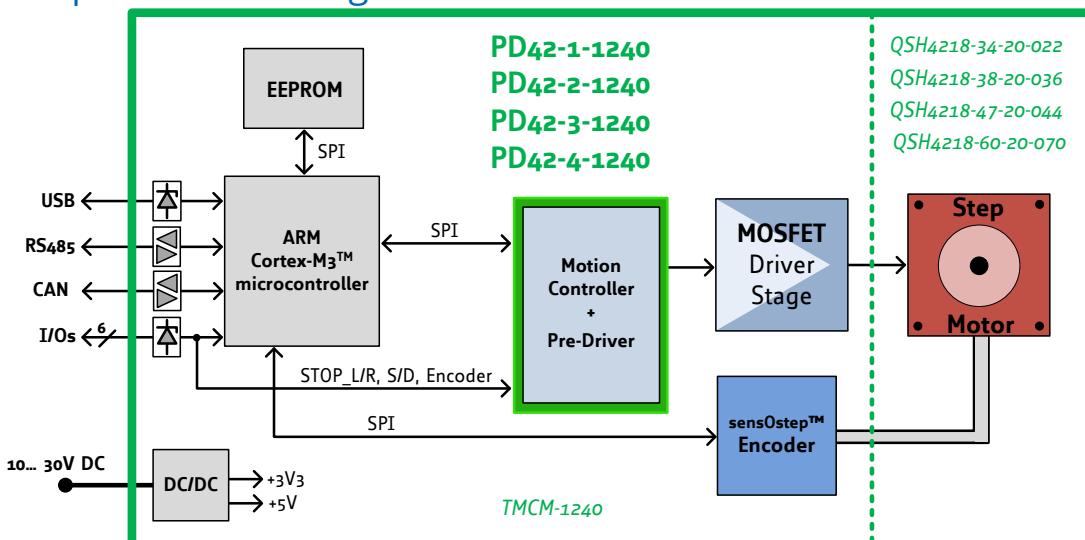 PD42-1-1240
PD42-2-1240
PD42-3-1240
PD42-4-1240
QSH4218-34-20-022
QSH4218-38-20-036
QSH4218-47-20-044
QSH4218-60-20-070
EEPROM
SPI
USB
RS485
CAN
I/Os
6
ARM
Cortex-M3™
microcontroller
SPI
Motion
Controller
+
Pre-Driver
MOSFET
Driver
Stage
Step
Motor
STOP_L/R, S/D, Encoder
SPI
sensOstep™
Encoder
10... 30V DC
DC/DC
+3V3
+5V
TMCM-1240